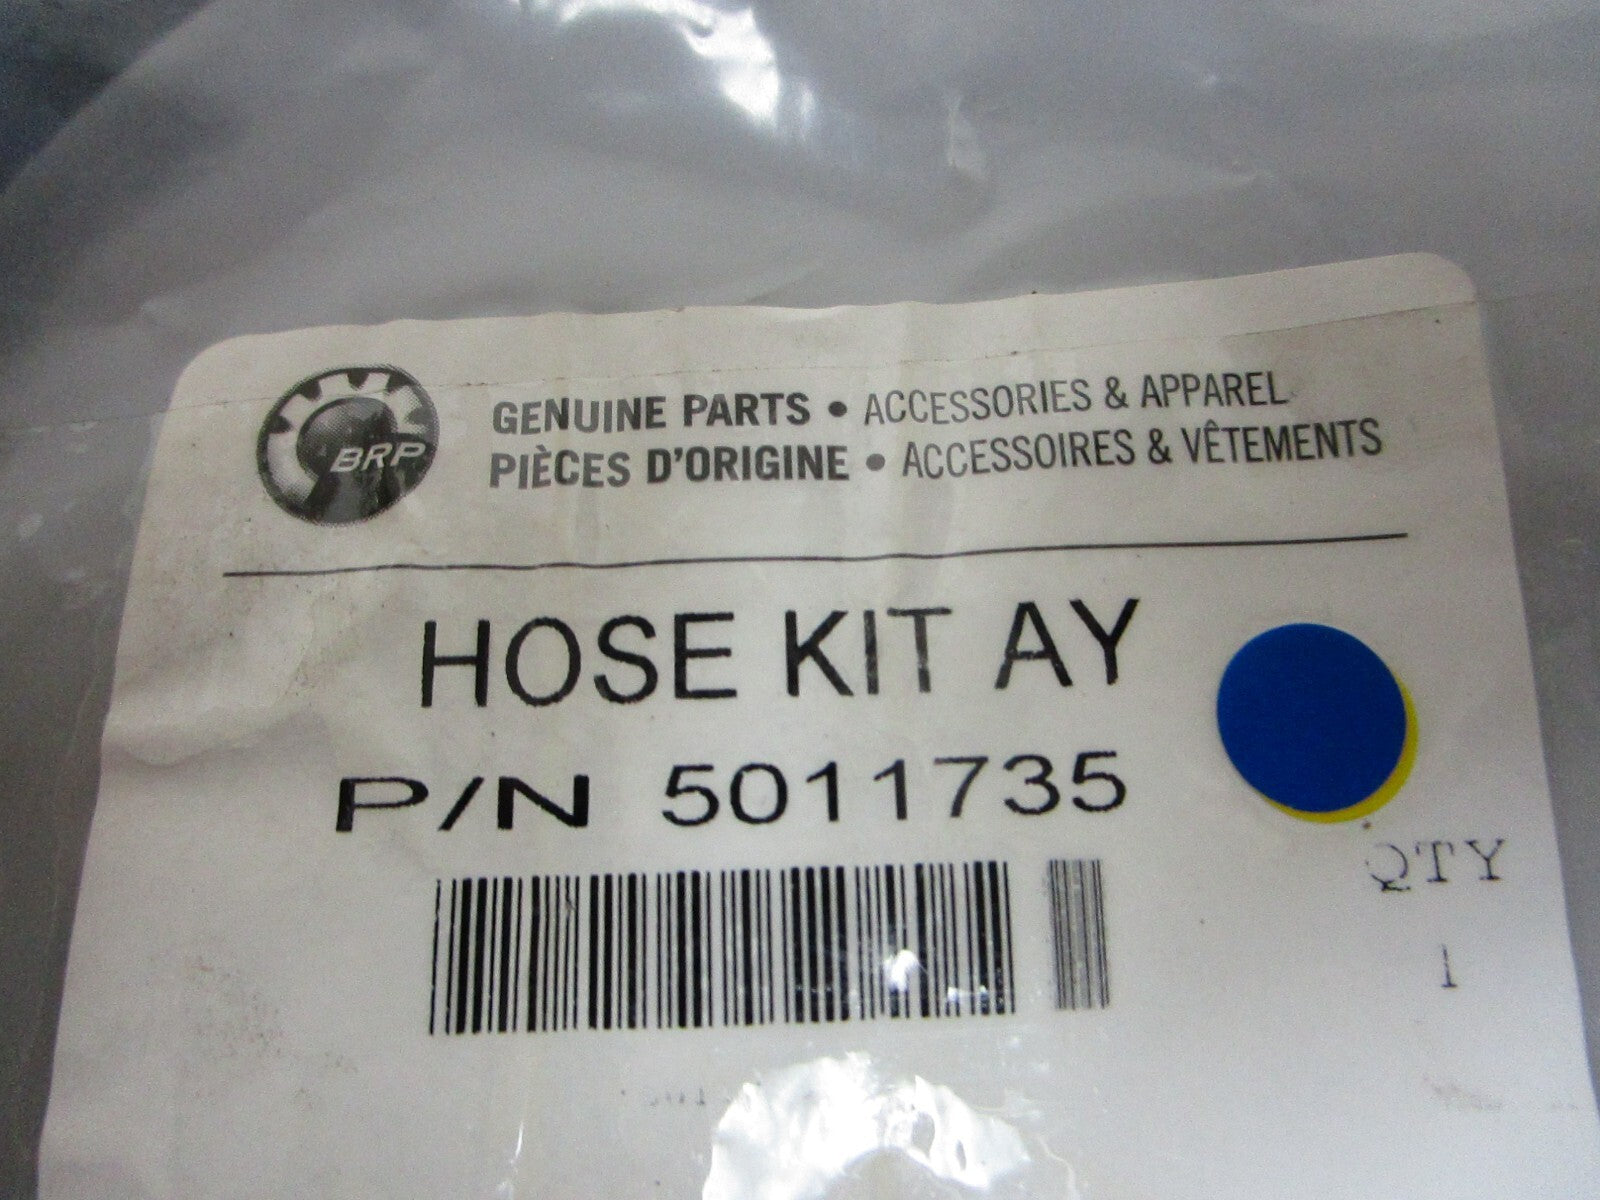 BRP
GENUINE PARTS • ACCESSORIES & APPAREL
PIÈCES D'ORIGINE • ACCESSOIRES & VÊTEMENTS
HOSE KIT AY
P/N 5011735
QTY
1